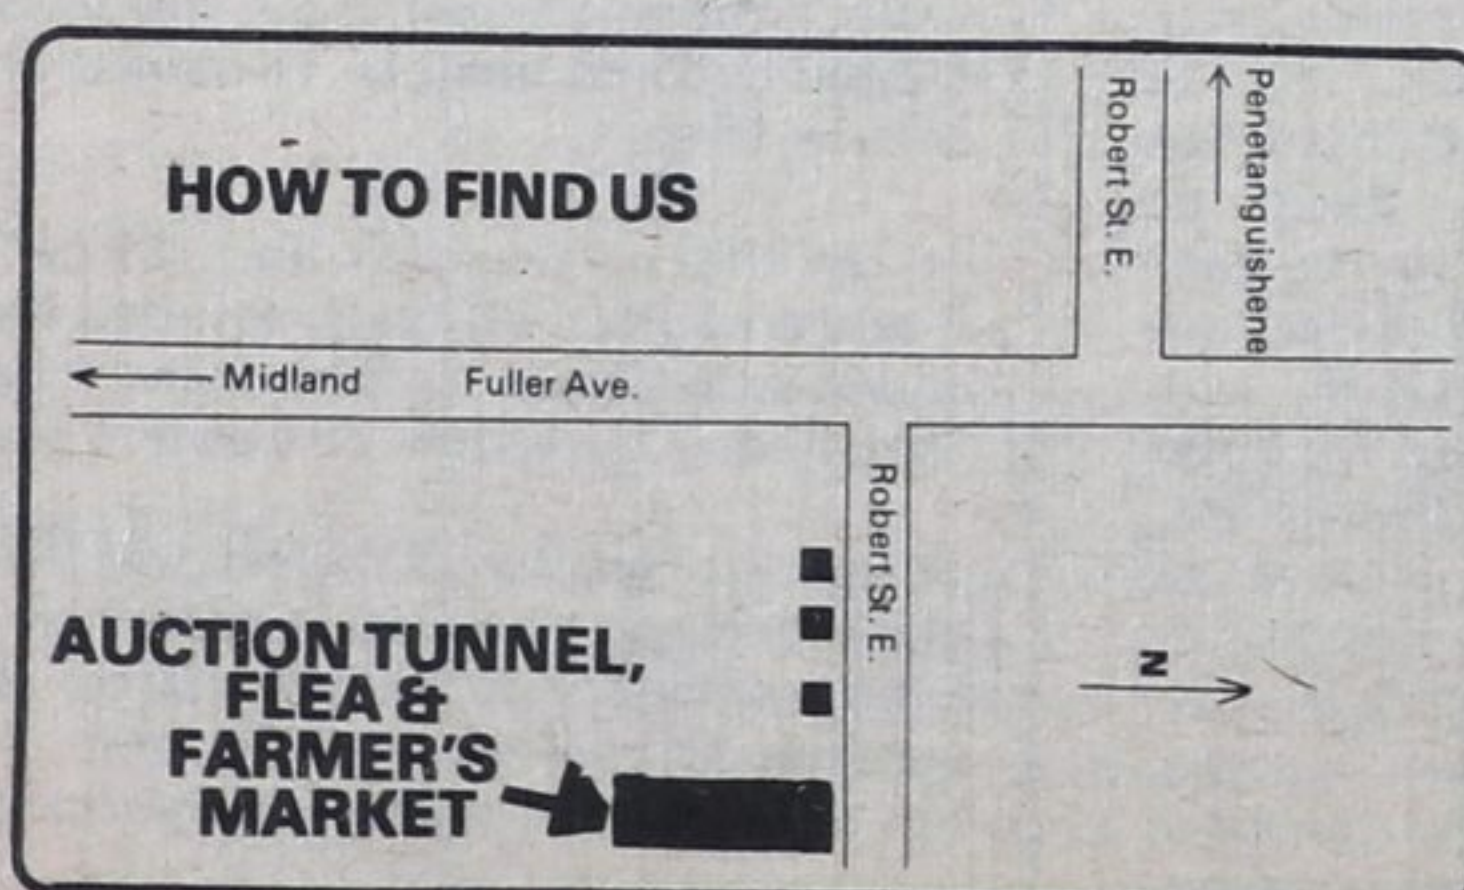 HOW TO FIND US
Robert St. E.
Penetanguishene
Midland
Fuller Ave.
Robert St. E.
N
AUCTION TUNNEL,
FLEA &
FARMER'S
MARKET